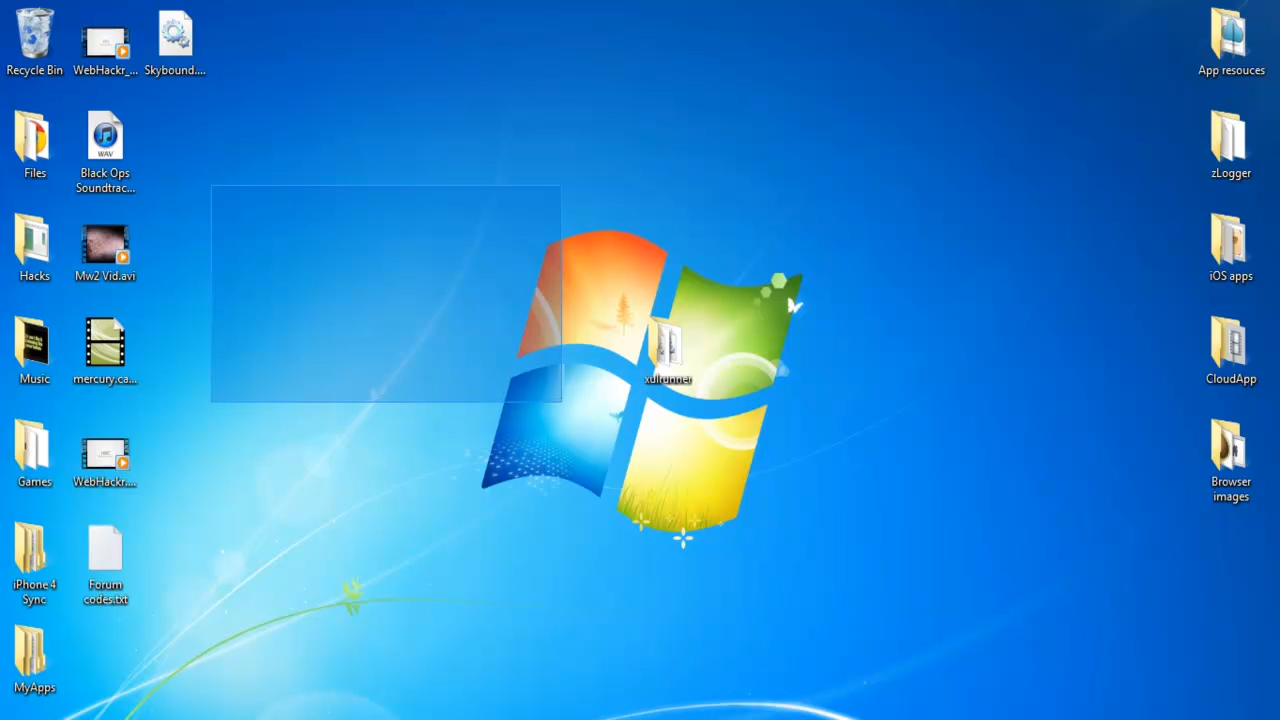 Recycle Bin
WebHackr_...
Skybound....
App resouces
Files
WAV
Black Ops
Soundtrac...
zLogger
Hacks
Mw2 Vid.avi
iOS apps
Music
mercury.ca...
xulrunner
CloudApp
Games
WebHackr....
Browser
images
iPhone 4
Sync
Forum
codes.txt
MyApps